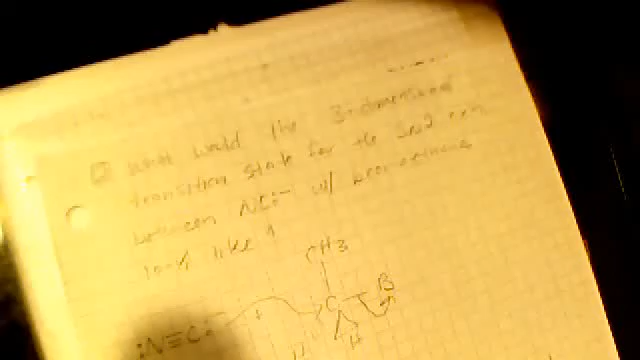 What would the 3-dimensional
transition state for the SN2 rxn
between NC:- w/ bromoethane
look like?
CH3
:N≡C: C Br
H H